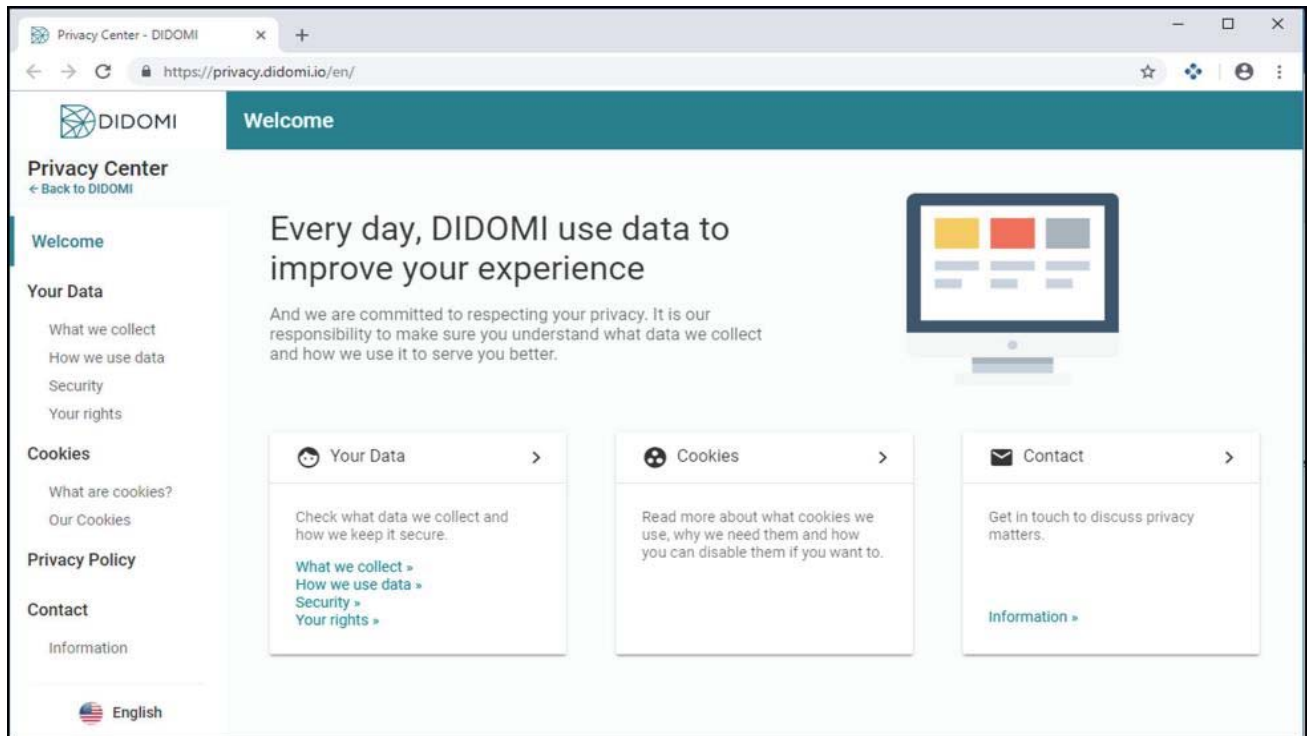 Privacy Center - DIDOMI
https://privacy.didomi.io/en/
DIDOMI
Welcome
Privacy Center
← Back to DIDOMI
Welcome
Your Data
What we collect
How we use data
Security
Your rights
Cookies
What are cookies?
Our Cookies
Privacy Policy
Contact
Information
English
Every day, DIDOMI use data to
improve your experience
And we are committed to respecting your privacy. It is our
responsibility to make sure you understand what data we collect
and how we use it to serve you better.
Your Data
Check what data we collect and
how we keep it secure.
What we collect »
How we use data »
Security »
Your rights »
Cookies
Read more about what cookies we
use, why we need them and how
you can disable them if you want to.
Contact
Get in touch to discuss privacy
matters.
Information »